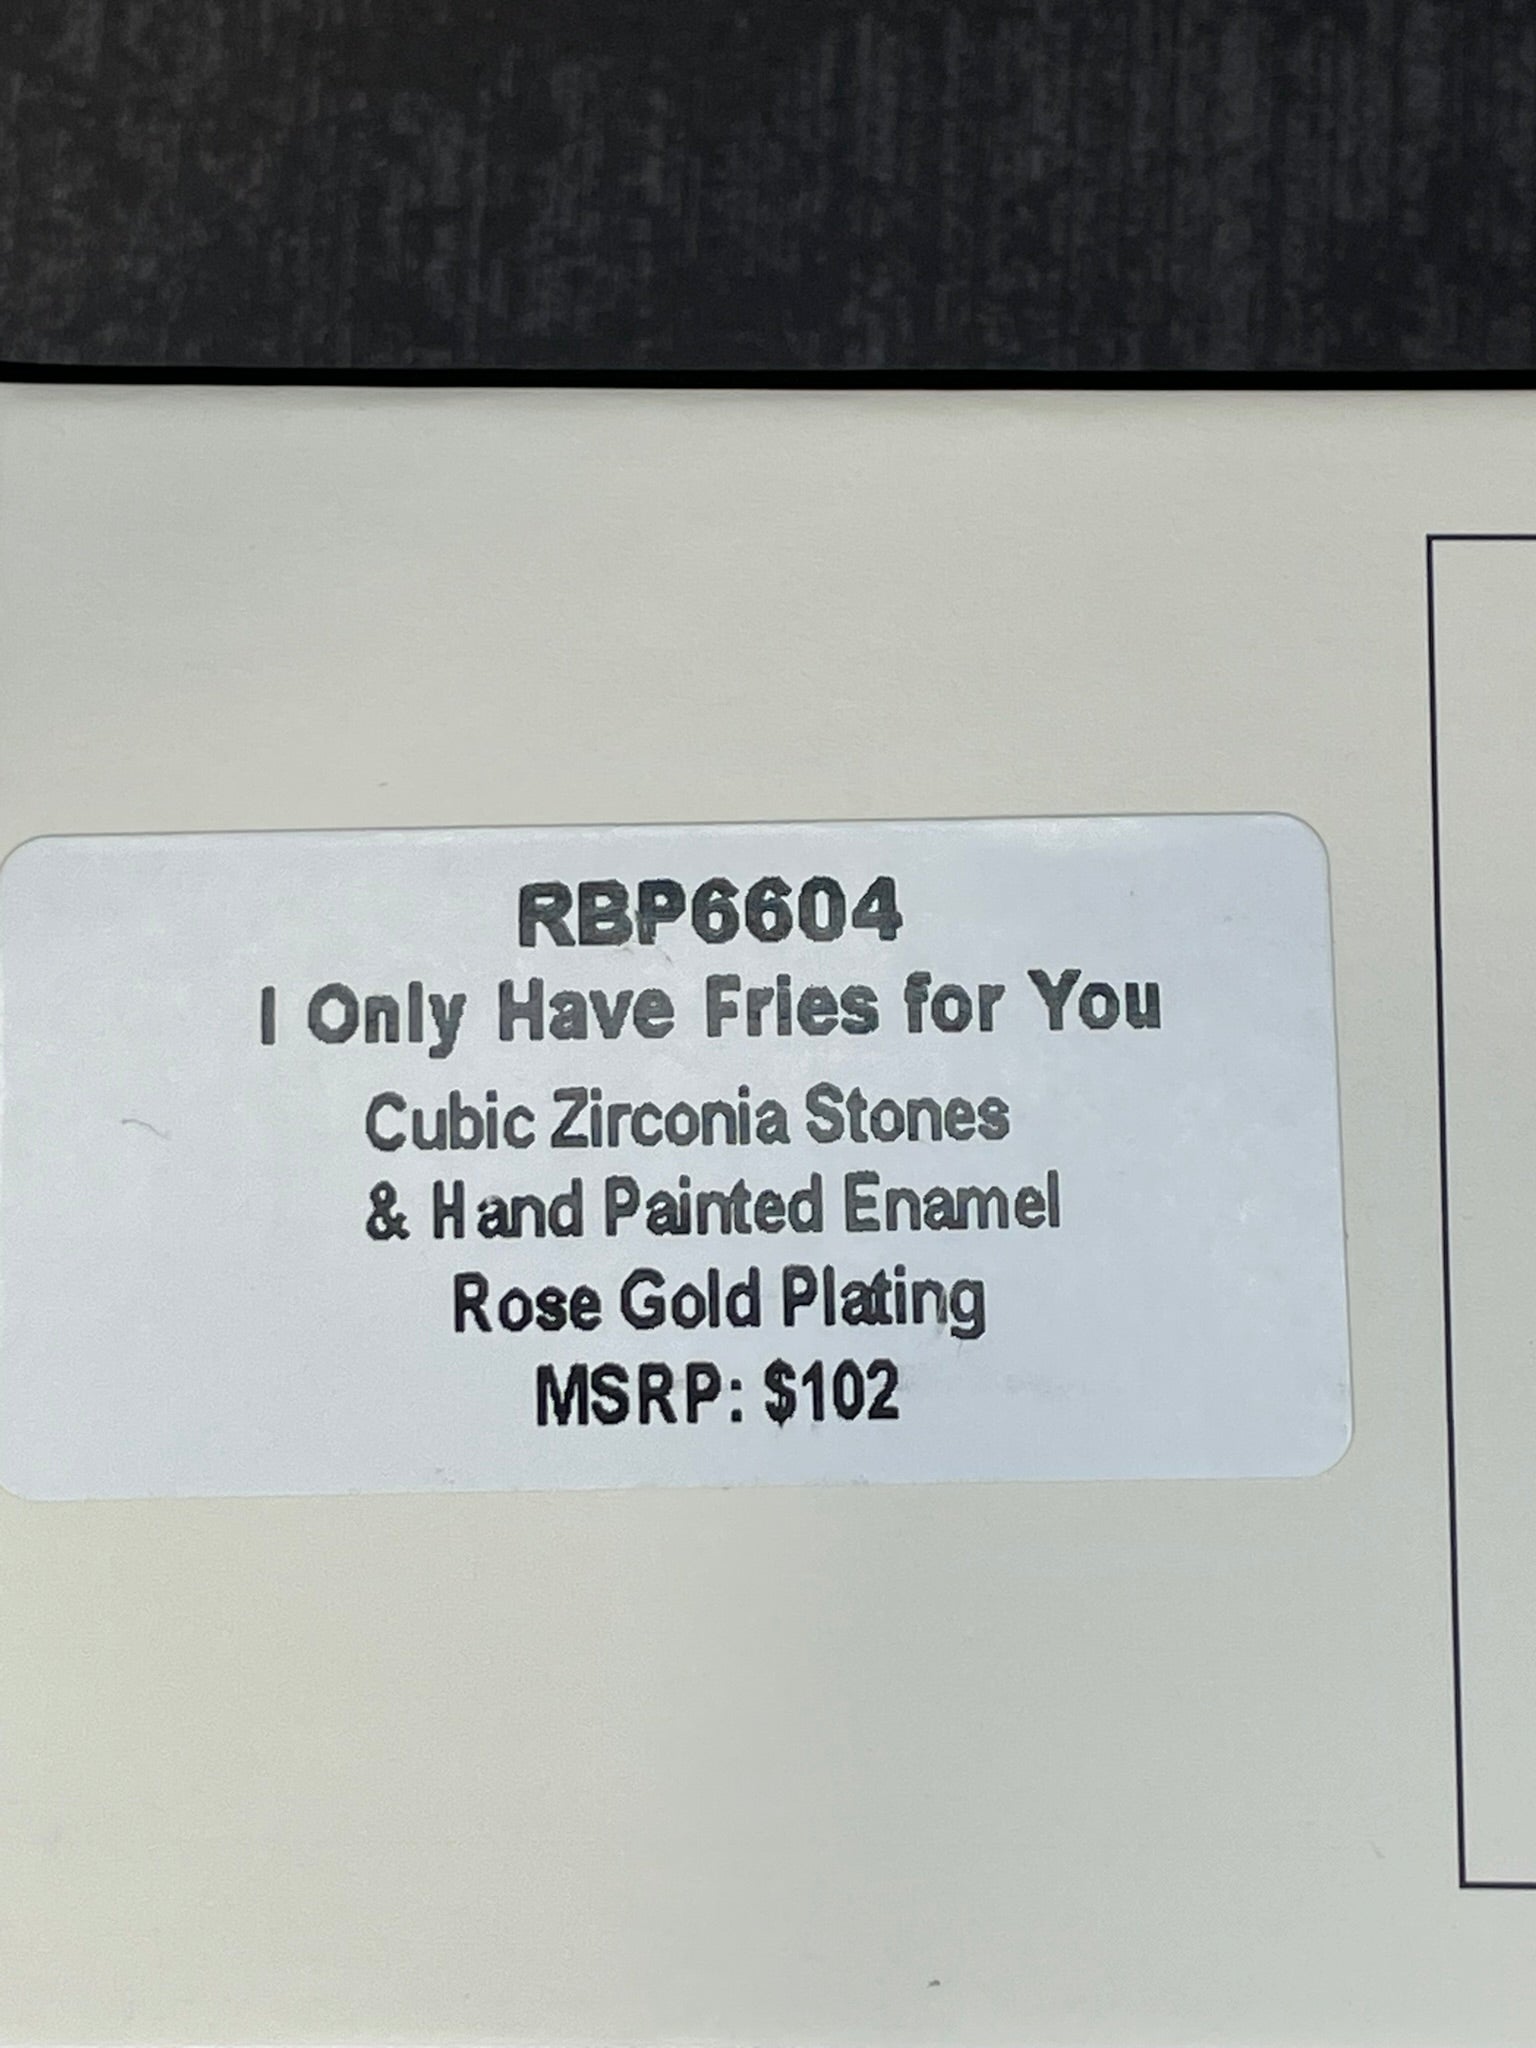 RBP6604
I Only Have Fries for You
Cubic Zirconia Stones
& Hand Painted Enamel
Rose Gold Plating
MSRP: $102